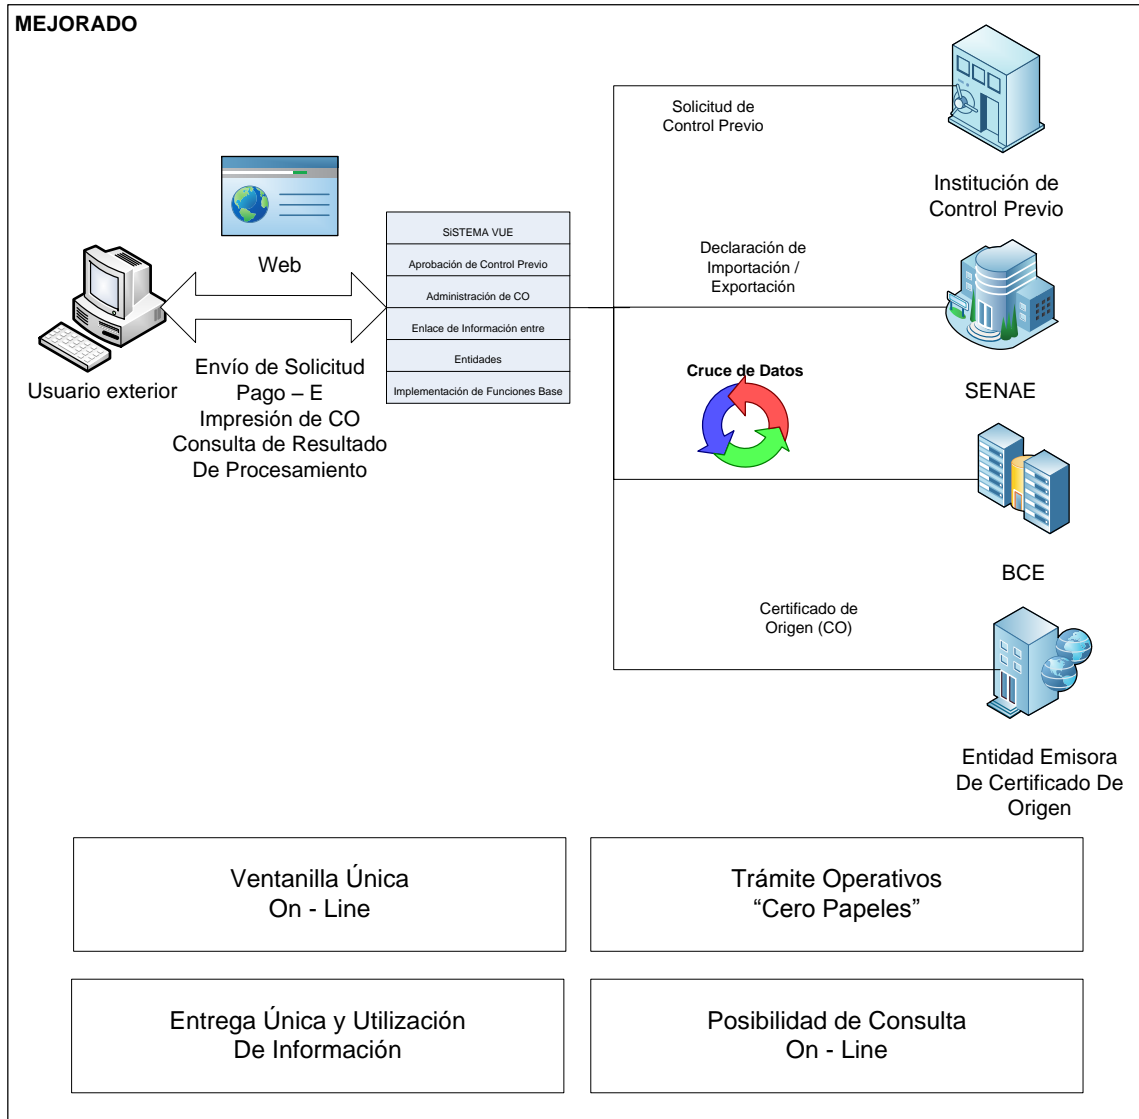 MEJORADO
Solicitud de
Control Previo
Institución de
Control Previo
Web
SiSTEMA VUE
Aprobación de Control Previo
Administración de CO
Enlace de Información entre
Entidades
Implementación de Funciones Base
Declaración de
Importación /
Exportación
SENAE
Usuario exterior
Envío de Solicitud
Pago – E
Impresión de CO
Consulta de Resultado
De Procesamiento
Cruce de Datos
BCE
Certificado de
Origen (CO)
Entidad Emisora
De Certificado De
Origen
Ventanilla Única
On - Line
Trámite Operativos
“Cero Papeles”
Entrega Única y Utilización
De Información
Posibilidad de Consulta
On - Line